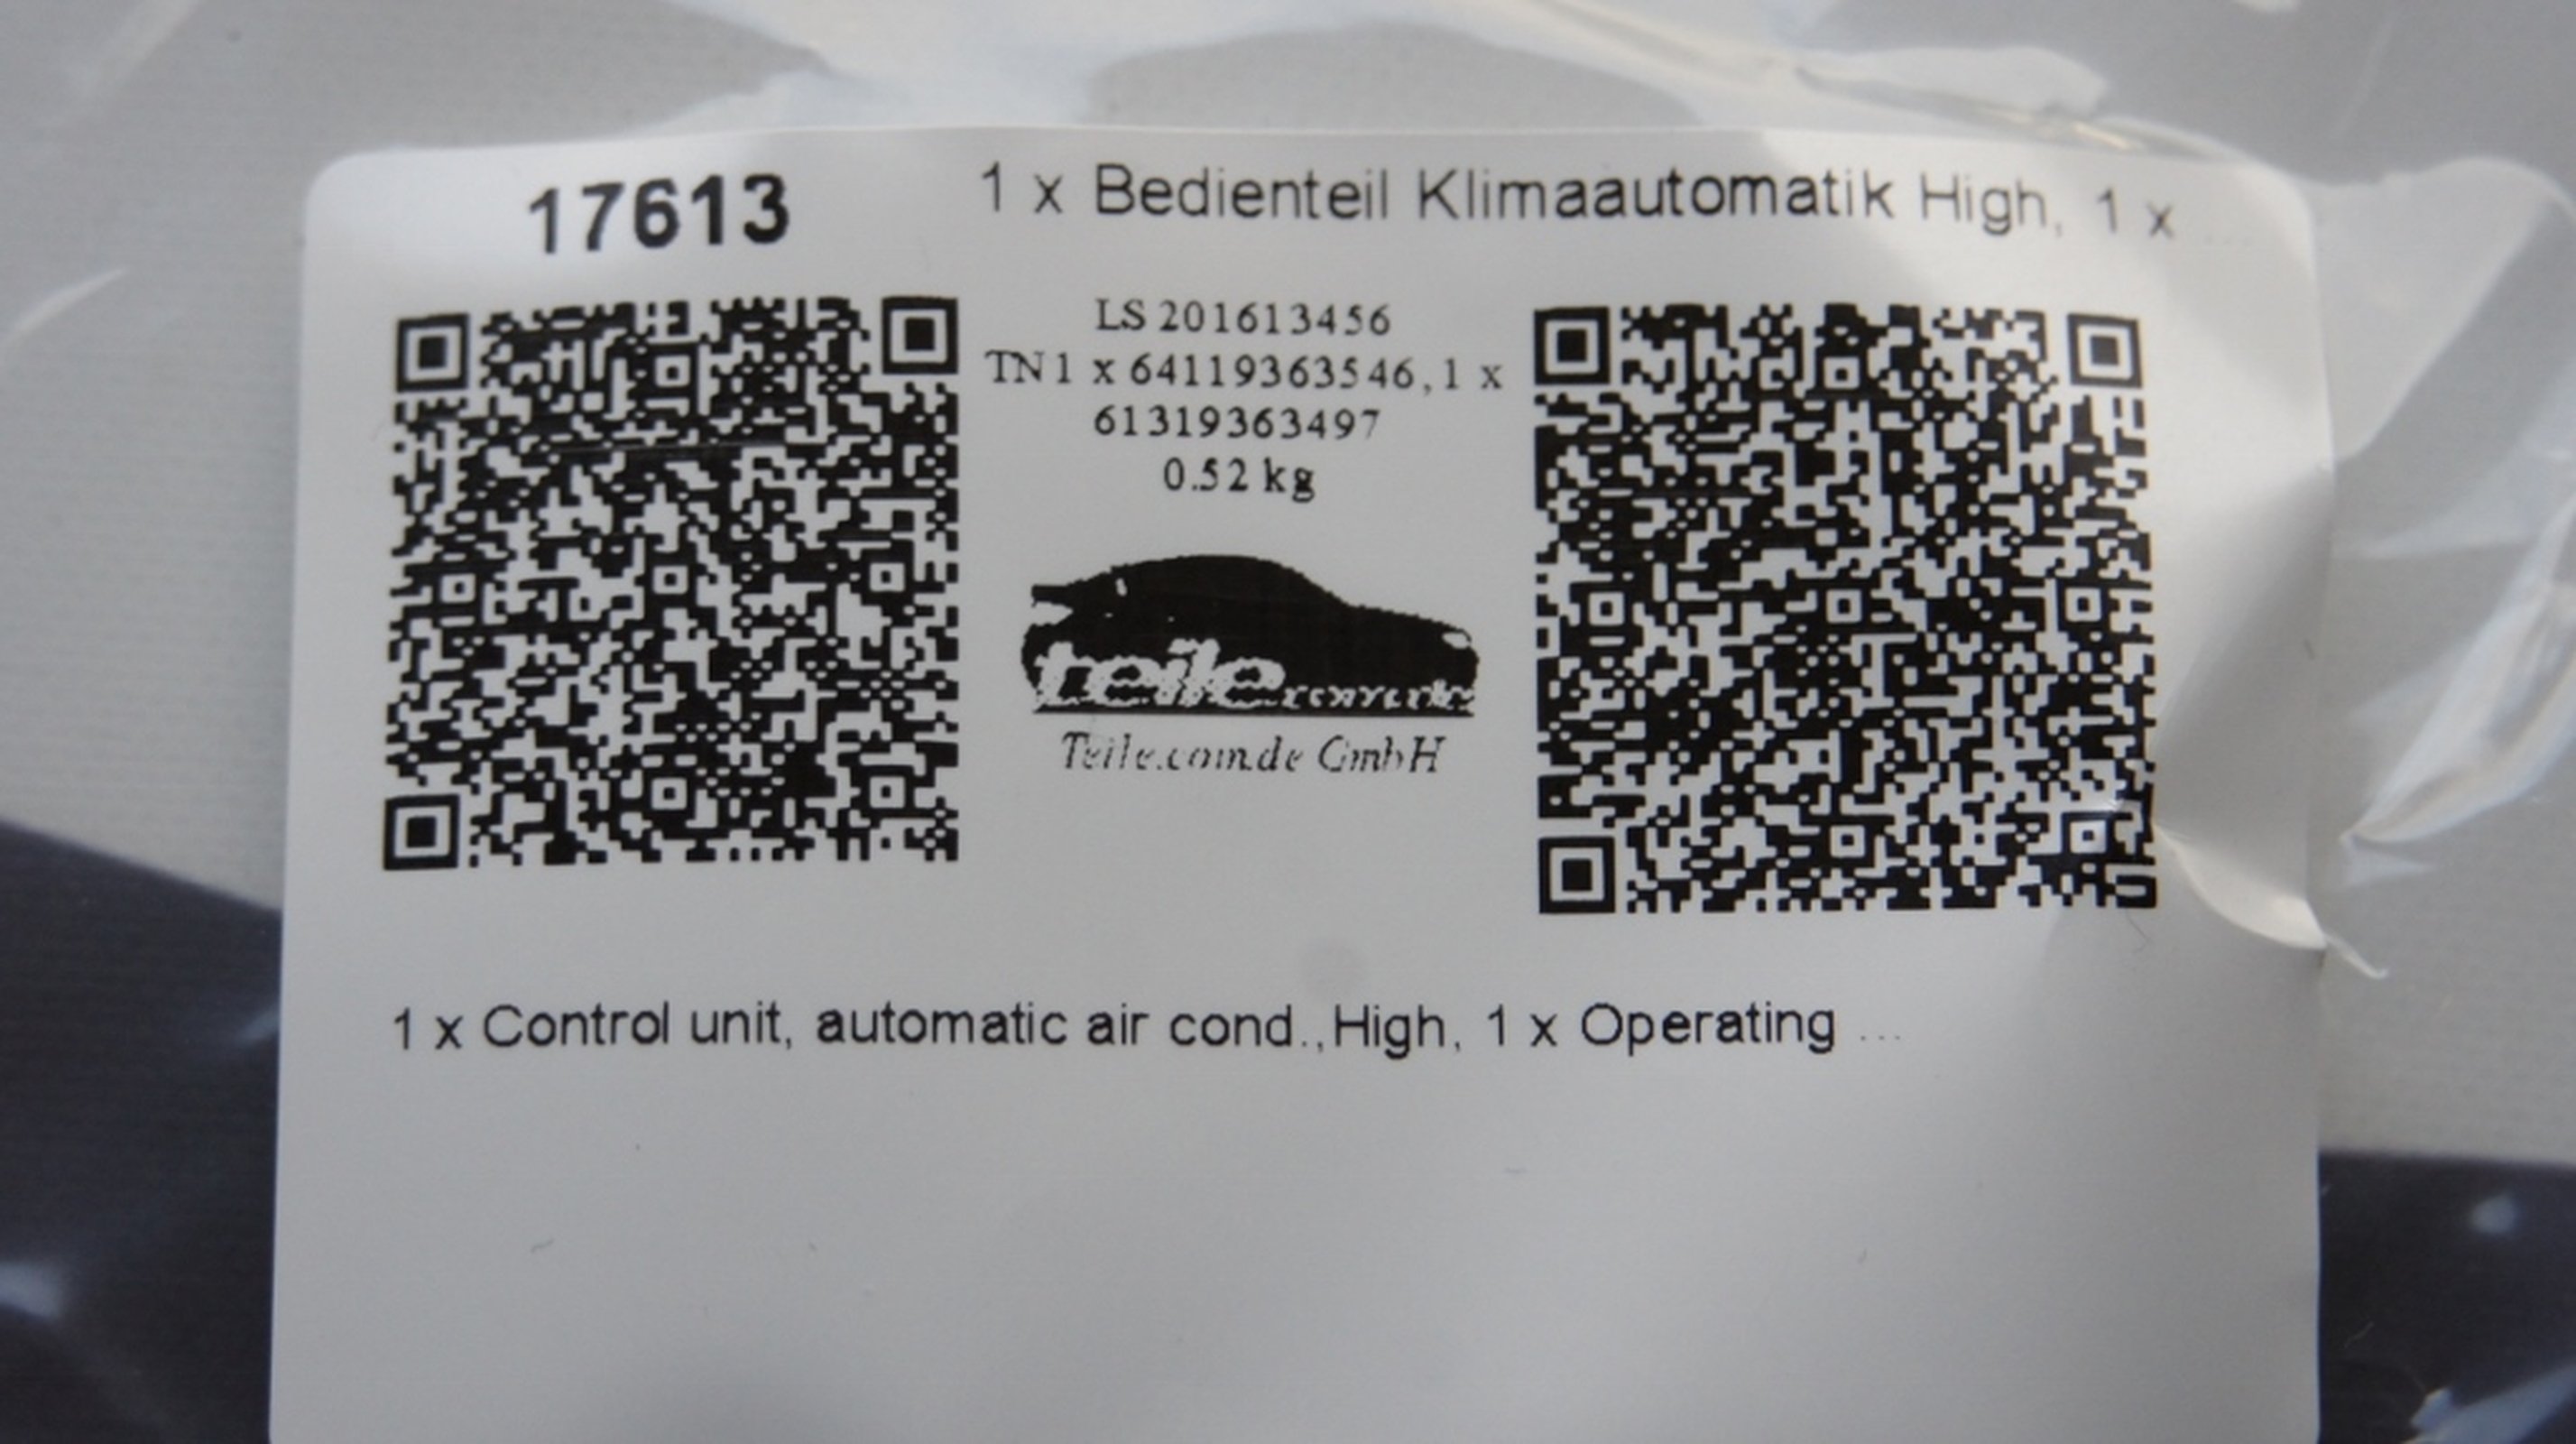 17613
1 x Bedienteil Klimaautomatik High, 1 x ...
LS 201613456
TN 1 x 64119363546, 1 x
61319363497
0.52 kg
teile
Teile.com.de GmbH
1 x Control unit, automatic air cond.,High, 1 x Operating ...